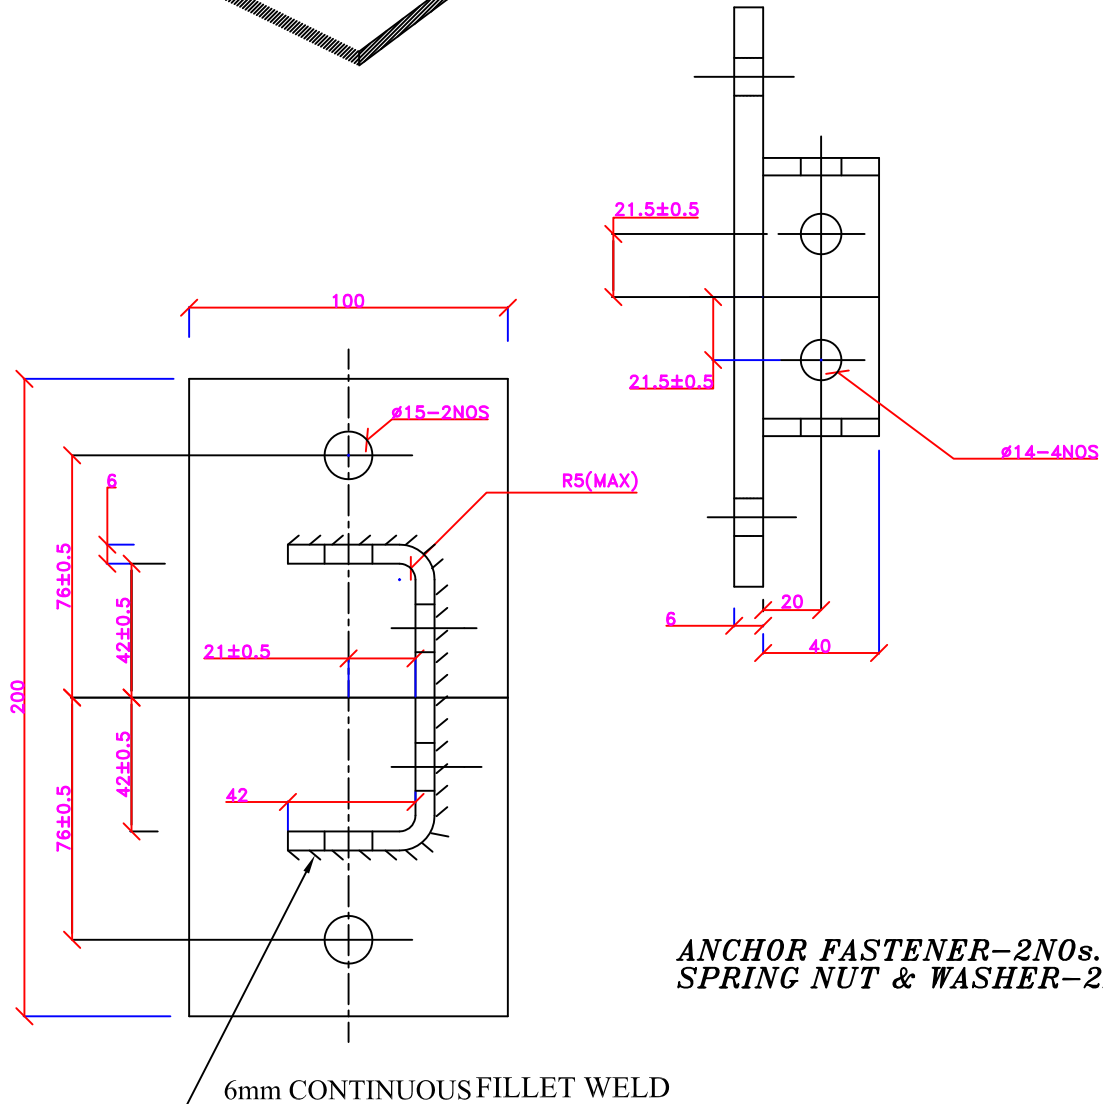 21.5±0.5
100
21.5±0.5
ø15-2NOS
ø14-4NOS
R5(MAX)
6
76±0.5
42±0.5
20
6
21±0.5
40
200
42±0.5
42
76±0.5
ANCHOR FASTENER-2NOs.
SPRING NUT & WASHER-2
6mm CONTINUOUS FILLET WELD